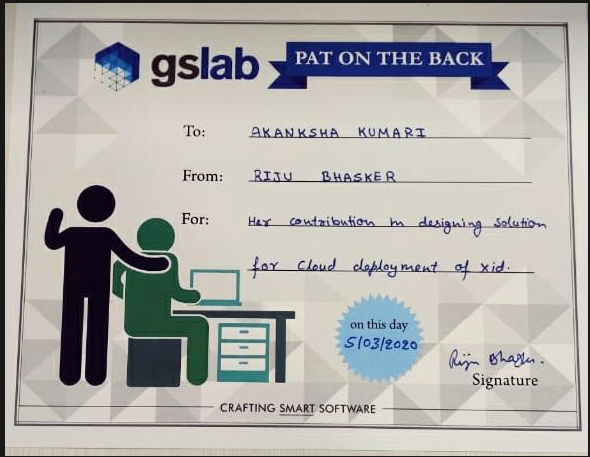 gslab
PAT ON THE BACK
To: AKANKSHA KUMARI
From: RIJU BHASKER
For: Her contribution in designing solution
for Cloud deployment of xid.
on this day
5/03/2020
Riju Bhasker.
Signature
CRAFTING SMART SOFTWARE